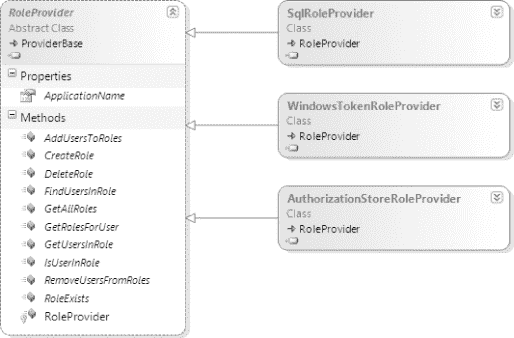 RoleProvider
Abstract Class
ProviderBase
Properties
ApplicationName
Methods
AddUsersToRoles
CreateRole
DeleteRole
FindUsersInRole
GetAllRoles
GetRolesForUser
GetUsersInRole
IsUserInRole
RemoveUsersFromRoles
RoleExists
RoleProvider
SqlRoleProvider
Class
RoleProvider
WindowsTokenRoleProvider
Class
RoleProvider
AuthorizationStoreRoleProvider
Class
RoleProvider